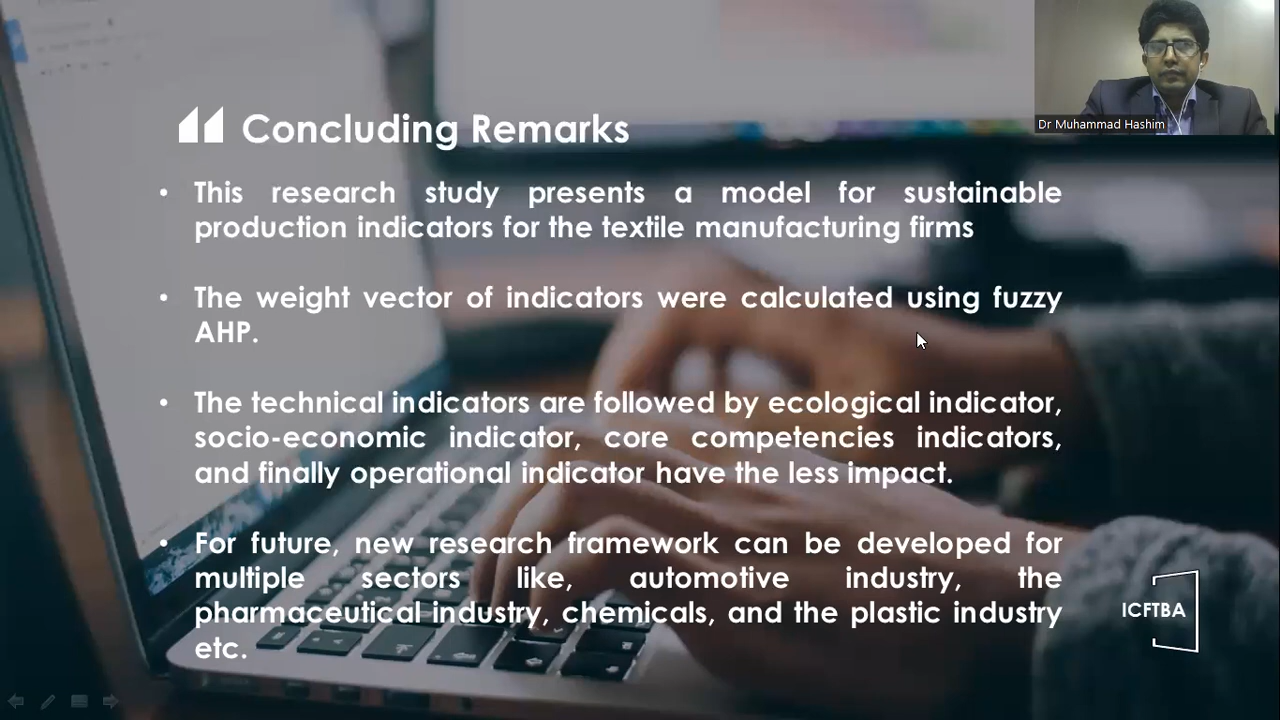 Dr Muhammad Hashim
Concluding Remarks
• This research study presents a model for sustainable
production indicators for the textile manufacturing firms
• The weight vector of indicators were calculated using fuzzy
AHP.
• The technical indicators are followed by ecological indicator,
socio-economic indicator, core competencies indicators,
and finally operational indicator have the less impact.
• For future, new research framework can be developed for
multiple sectors like, automotive industry, the
pharmaceutical industry, chemicals, and the plastic industry
etc.
ICFTBA